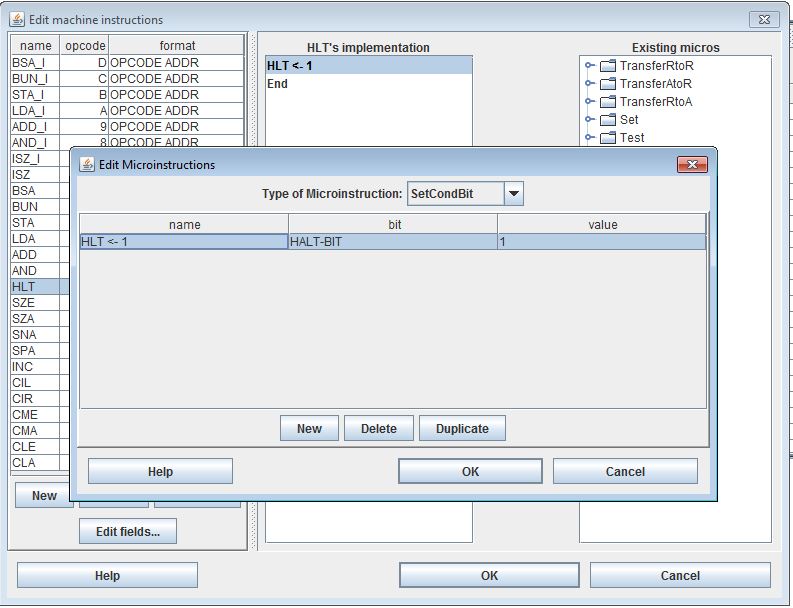 Edit machine instructions
name opcode format
BSA_I D OPCODE ADDR
BUN_I C OPCODE ADDR
STA_I B OPCODE ADDR
LDA_I A OPCODE ADDR
ADD_I 9 OPCODE ADDR
AND_I 8 OPCODE ADDR
ISZ_I
ISZ
BSA
BUN
STA
LDA
ADD
AND
HLT
SZE
SZA
SNA
SPA
INC
CIL
CIR
CME
CMA
CLE
CLA
New
Edit fields...
HLT's implementation
HLT <- 1
End
Existing micros
TransferRtoR
TransferAtoR
TransferRtoA
Set
Test
Edit Microinstructions
Type of Microinstruction: SetCondBit
name bit value
HLT <- 1 HALT-BIT 1
New Delete Duplicate
Help OK Cancel
Help OK Cancel